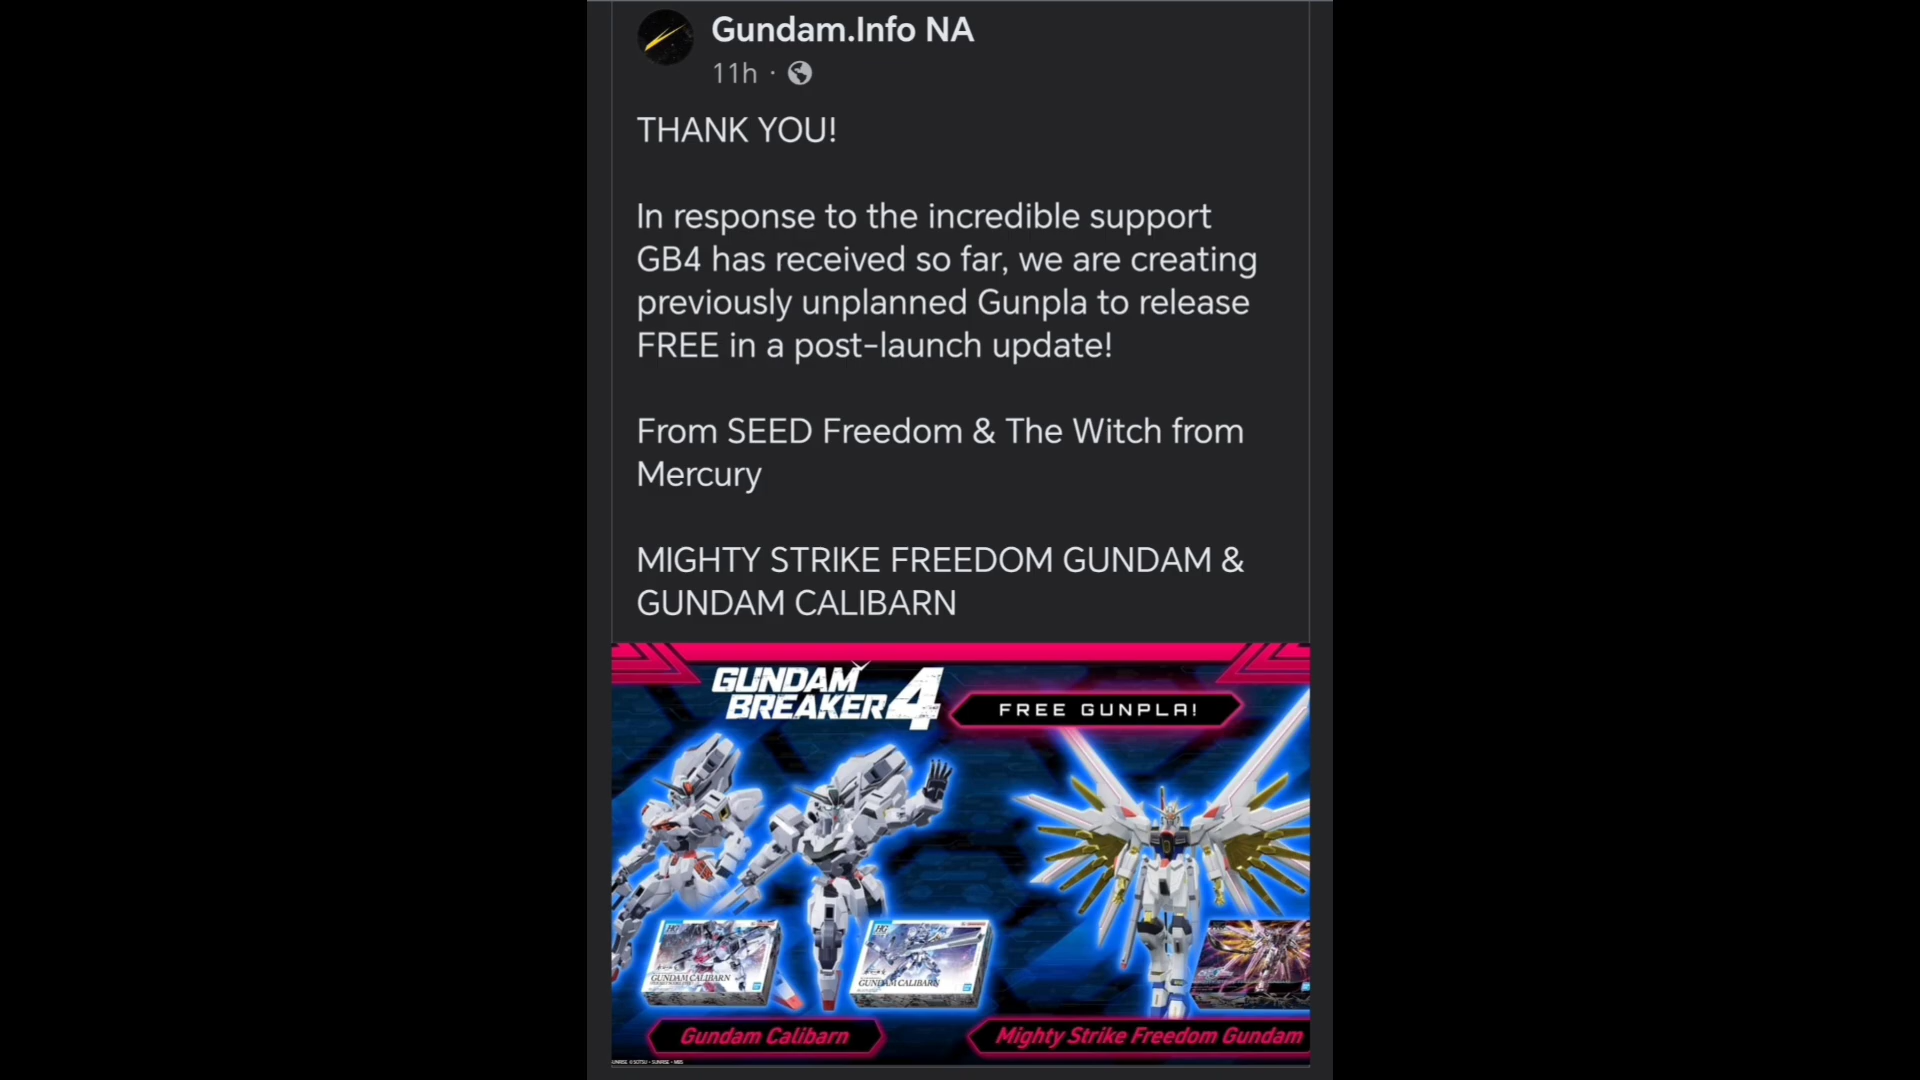 Gundam.Info NA
11h ·
THANK YOU!
In response to the incredible support
GB4 has received so far, we are creating
previously unplanned Gunpla to release
FREE in a post-launch update!
From SEED Freedom & The Witch from
Mercury
MIGHTY STRIKE FREEDOM GUNDAM &
GUNDAM CALIBARN
GUNDAM
BREAKER 4
FREE GUNPLA!
HG
GUNDAM CALIBARN
HG
GUNDAM CALIBARN
Gundam Calibarn
Mighty Strike Freedom Gundam